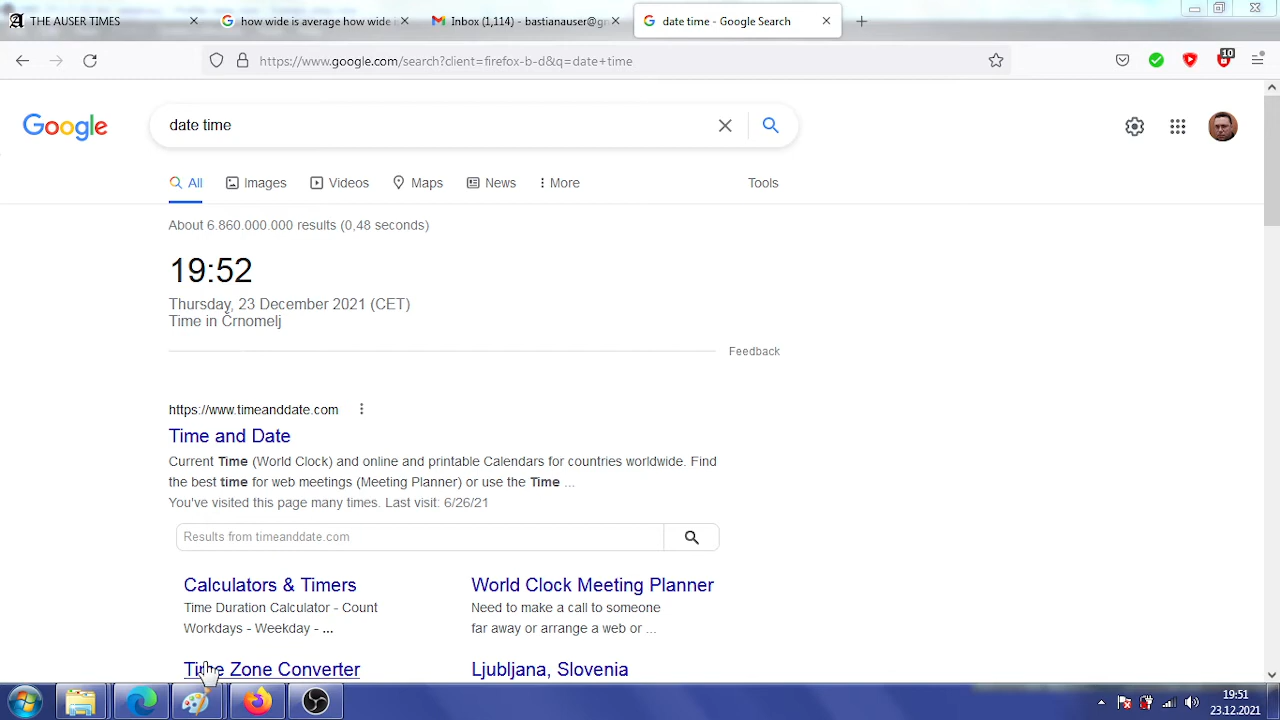 THE AUSER TIMES
how wide is average how wide
Inbox (1,114) - bastianauser@gr
date time - Google Search
https://www.google.com/search?client=firefox-b-d&q=date+time
10
Google
date time
All
Images
Videos
Maps
News
More
Tools
About 6.860.000.000 results (0,48 seconds)
19:52
Thursday, 23 December 2021 (CET)
Time in Črnomelj
Feedback
https://www.timeanddate.com
Time and Date
Current Time (World Clock) and online and printable Calendars for countries worldwide. Find
the best time for web meetings (Meeting Planner) or use the Time ...
You've visited this page many times. Last visit: 6/26/21
Results from timeanddate.com
Calculators & Timers
Time Duration Calculator - Count
Workdays - Weekday - ...
World Clock Meeting Planner
Need to make a call to someone
far away or arrange a web or ...
Time Zone Converter
Ljubljana, Slovenia
19:51
23.12.2021